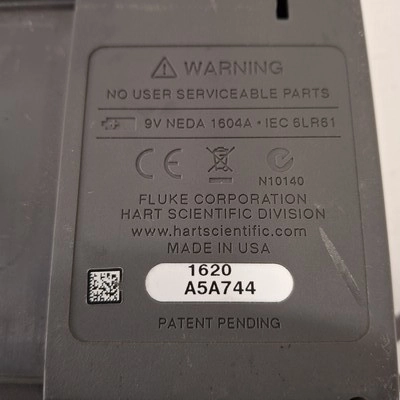 WARNING
NO USER SERVICEABLE PARTS
9V NEDA 1604A • IEC 6LR61
CE
N10140
FLUKE CORPORATION
HART SCIENTIFIC DIVISION
www.hartscientific.com
MADE IN USA
1620
A5A744
PATENT PENDING